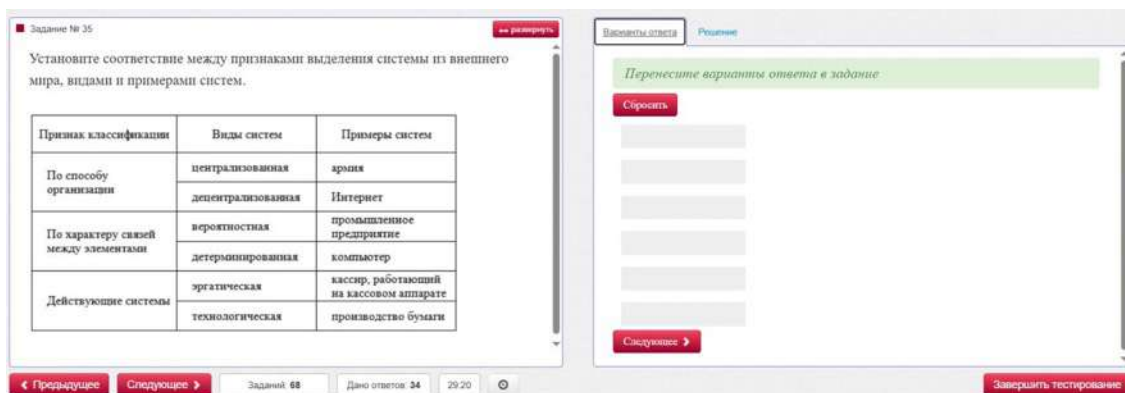 Задание № 35
развернуть
Установите соответствие между признаками выделения системы из внешнего
мира, видами и примерами систем.
Признак классификации Виды систем Примеры систем
По способу
организации
централизованная армия
децентрализованная Интернет
По характеру связей
между элементами
вероятностная промышленное
предприятие
детерминированная компьютер
Действующие системы
эргатическая кассир, работающий
на кассовом аппарате
технологическая производство бумаги
Предыдущее Следующее Заданий: 68 Дано ответов: 34 29:20
Варианты ответа Решение
Перенесите варианты ответа в задание
Сбросить
Следующее
Завершить тестирование